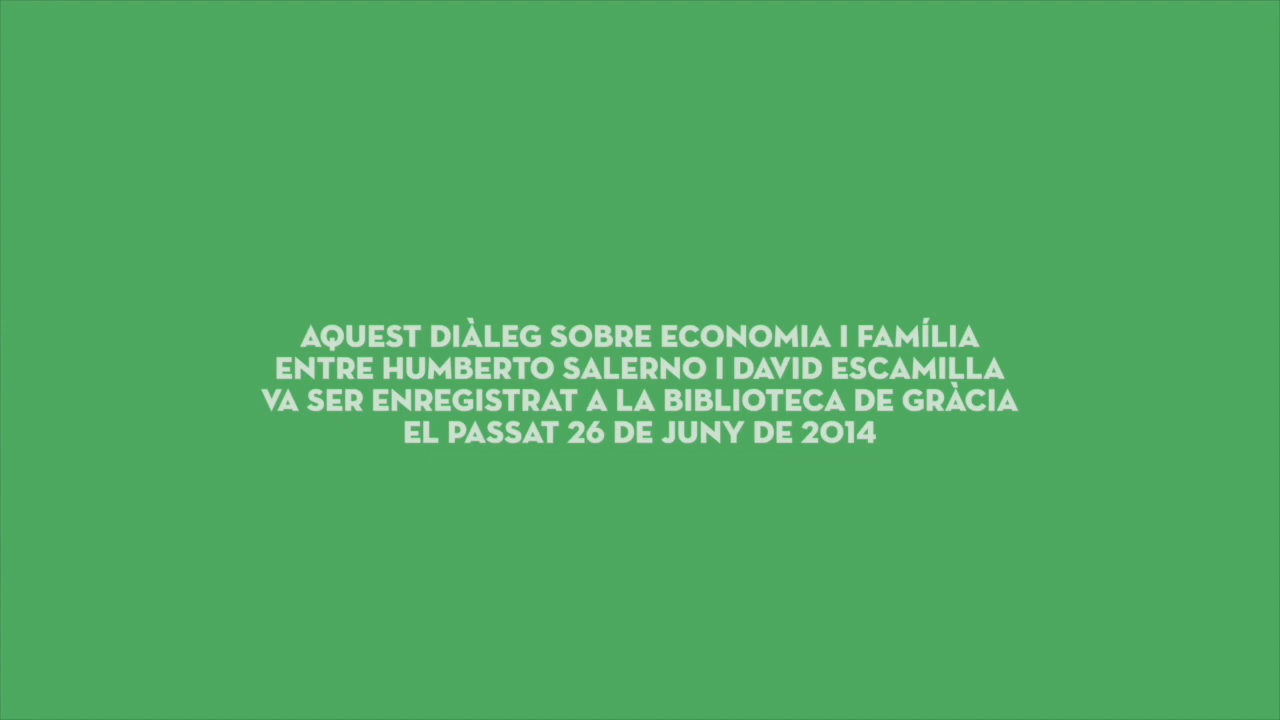 AQUEST DIÀLEG SOBRE ECONOMIA I FAMÍLIA
ENTRE HUMBERTO SALERNO I DAVID ESCAMILLA
VA SER ENREGISTRAT A LA BIBLIOTECA DE GRÀCIA
EL PASSAT 26 DE JUNY DE 2014